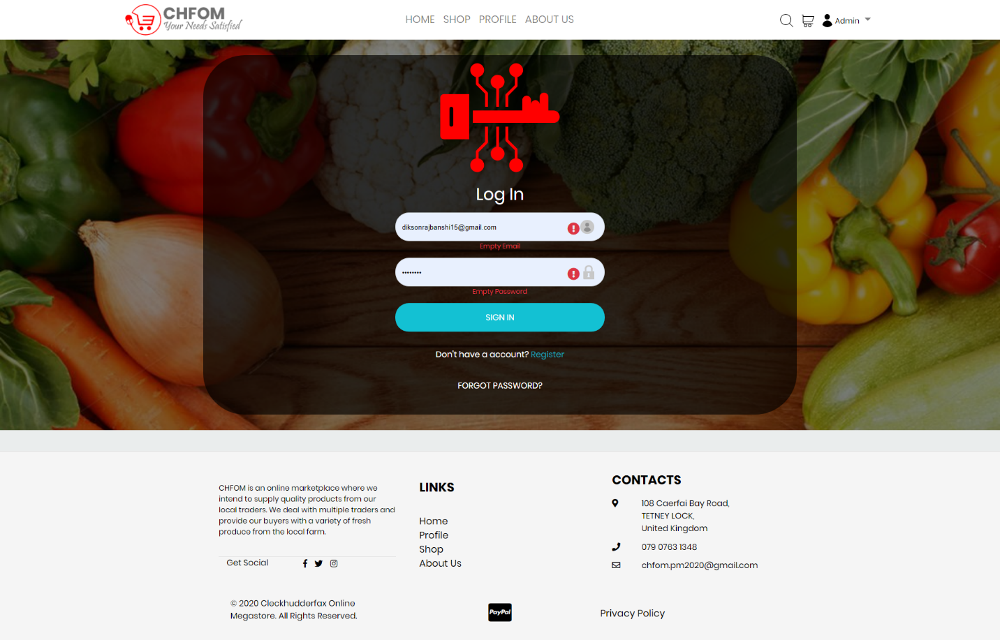 CHFOM
Your Needs Satisfied
HOME SHOP PROFILE ABOUT US
Admin
Log In
diksonrajbanshi15@gmail.com
Empty Email
••••••••
Empty Password
SIGN IN
Don't have a account? Register
FORGOT PASSWORD?
CHFOM is an online marketplace where we
intend to supply quality products from our
local traders. We deal with multiple traders and
provide our buyers with a variety of fresh
produce from the local farm.
Get Social
LINKS
Home
Profile
Shop
About Us
CONTACTS
108 Caerfai Bay Road,
TETNEY LOCK,
United Kingdom
079 0763 1348
chfom.pm2020@gmail.com
© 2020 Cleckhudderfax Online
Megastore. All Rights Reserved.
PayPal
Privacy Policy